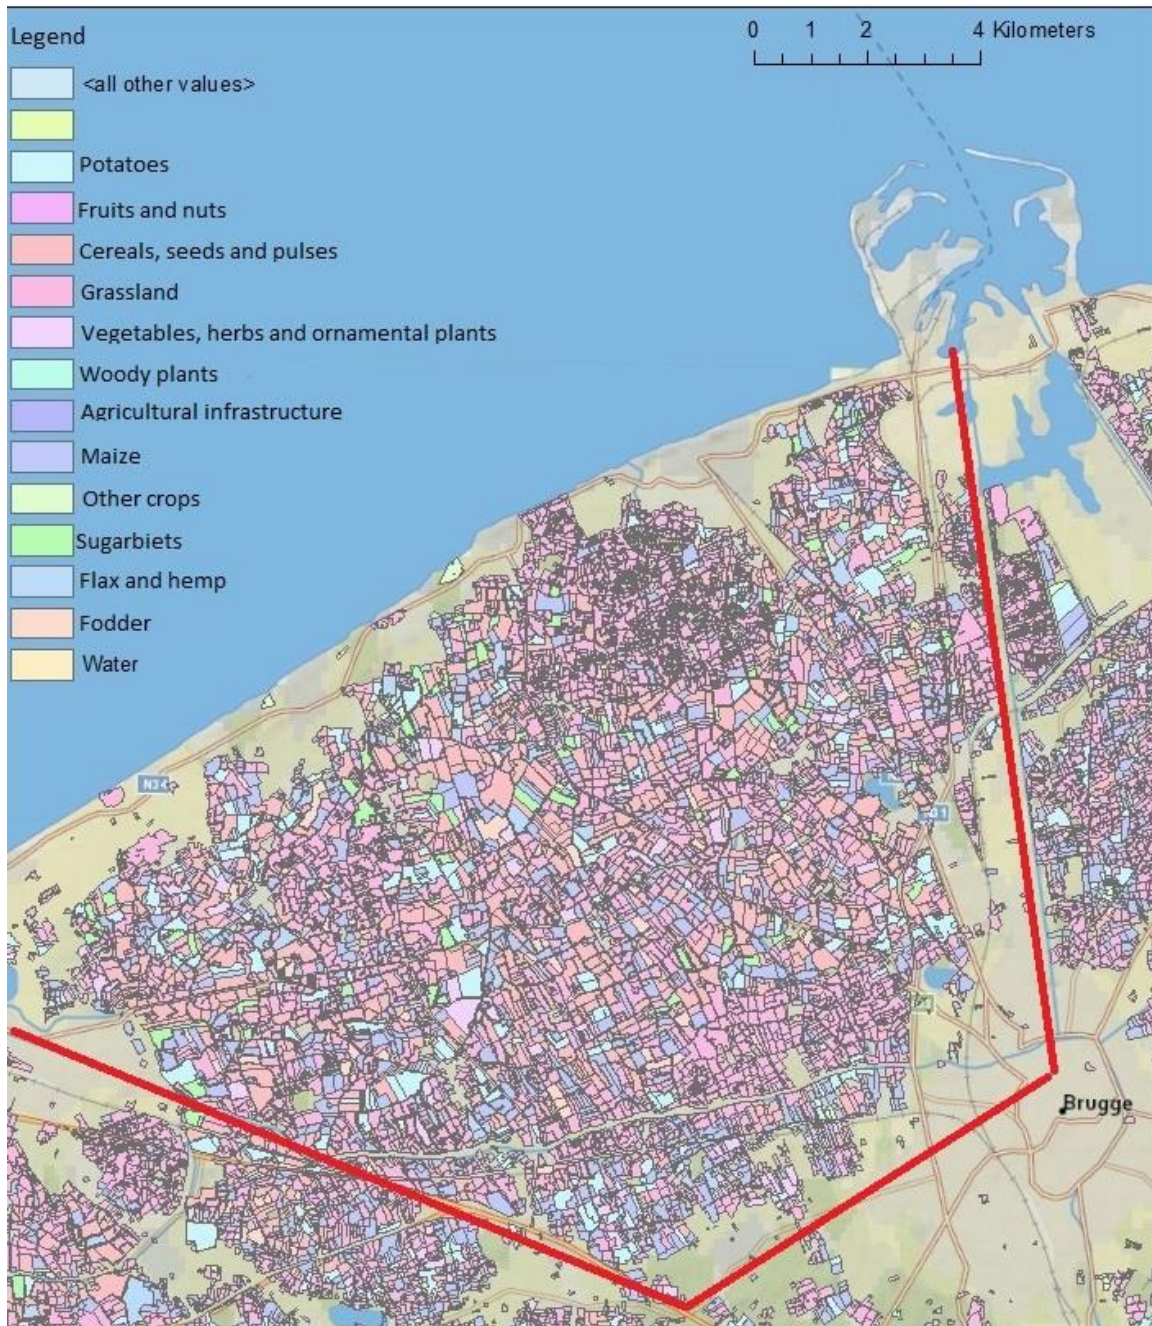 Legend
0 1 2 4 Kilometers
<all other values>
Potatoes
Fruits and nuts
Cereals, seeds and pulses
Grassland
Vegetables, herbs and ornamental plants
Woody plants
Agricultural infrastructure
Maize
Other crops
Sugarbiets
Flax and hemp
Fodder
Water
N34
Brugge